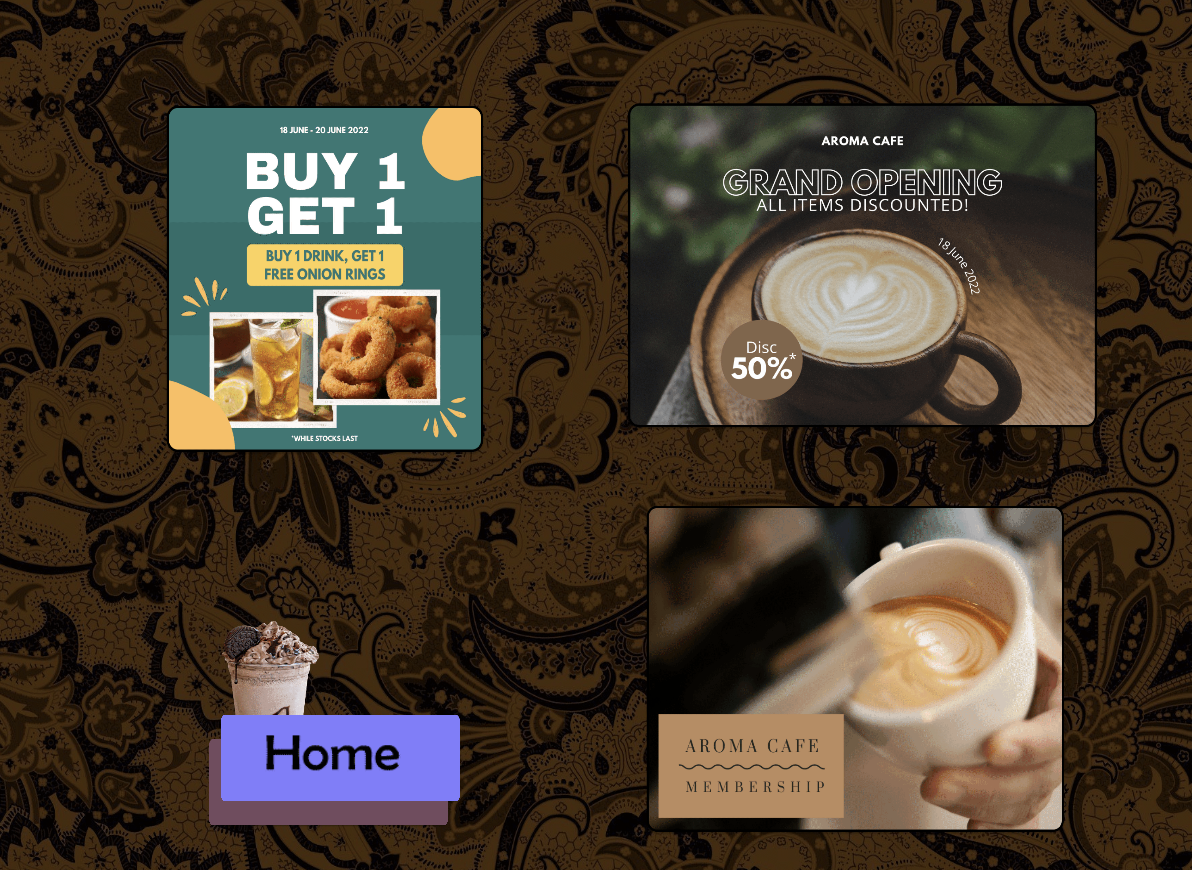 18 JUNE - 20 JUNE 2022
BUY 1
GET 1
BUY 1 DRINK, GET 1
FREE ONION RINGS
*WHILE STOCKS LAST
AROMA CAFE
GRAND OPENING
ALL ITEMS DISCOUNTED!
18 June 2022
Disc
50%*
Home
AROMA CAFE
MEMBERSHIP